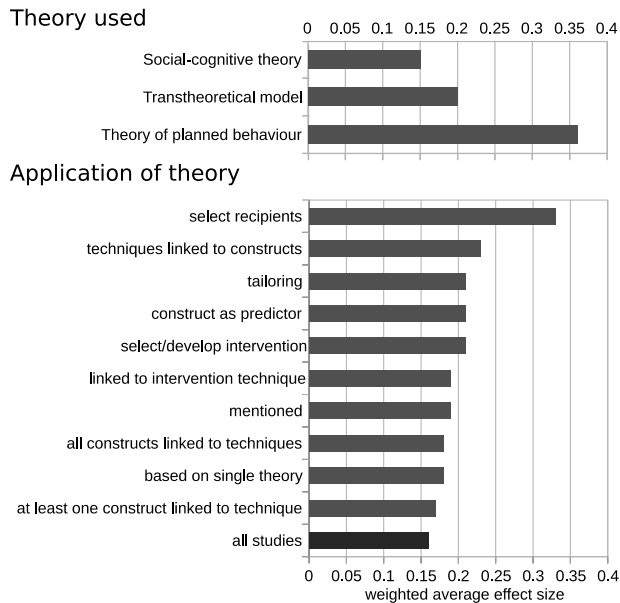 Theory used
0 0.05 0.1 0.15 0.2 0.25 0.3 0.35 0.4
Social-cognitive theory
Transtheoretical model
Theory of planned behaviour
Application of theory
select recipients
techniques linked to constructs
tailoring
construct as predictor
select/develop intervention
linked to intervention technique
mentioned
all constructs linked to techniques
based on single theory
at least one construct linked to technique
all studies
0 0.05 0.1 0.15 0.2 0.25 0.3 0.35 0.4
weighted average effect size